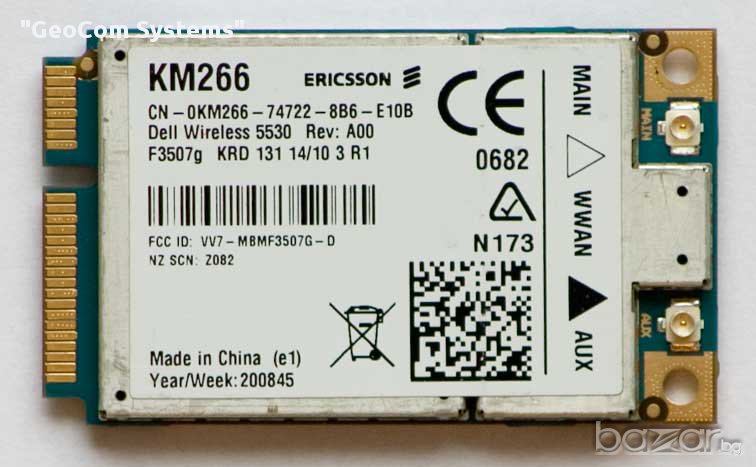 "GeoCom Systems"
KM266 ERICSSON
CN-0KM266-74722-8B6-E10B
Dell Wireless 5530 Rev: A00
F3507g KRD 131 14/10 3 R1
FCC ID: VV7-MBMF3507G-D
NZ SCN: Z082
Made in China (e1)
Year/Week: 200845
CE
0682
N173
MAIN
WWAN
AUX
MAIN
AUX
bazar.bg